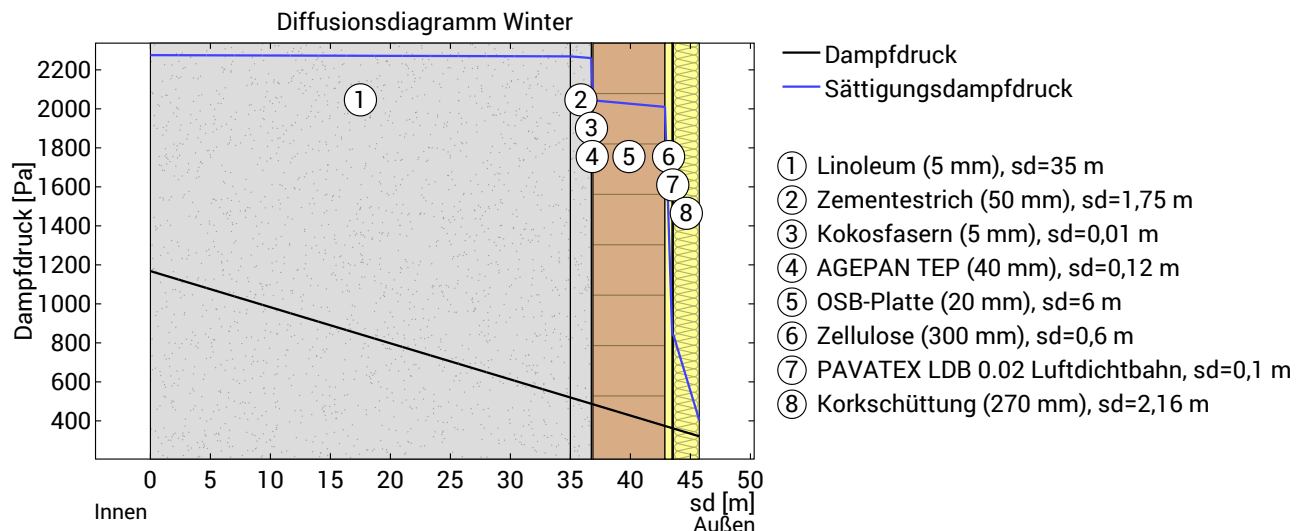 Diffusionsdiagramm Winter
Dampfdruck [Pa]
2200
2000
1800
1600
1400
1200
1000
800
600
400
0 5 10 15 20 25 30 35 40 45 50
sd [m]
Innen
Außen
1
2
3
4 5 6
7
8
Dampfdruck
Sättigungsdampfdruck
1 Linoleum (5 mm), sd=35 m
2 Zementestrich (50 mm), sd=1,75 m
3 Kokosfasern (5 mm), sd=0,01 m
4 AGEPAN TEP (40 mm), sd=0,12 m
5 OSB-Platte (20 mm), sd=6 m
6 Zellulose (300 mm), sd=0,6 m
7 PAVATEX LDB 0.02 Luftdichtbahn, sd=0,1 m
8 Korkschüttung (270 mm), sd=2,16 m